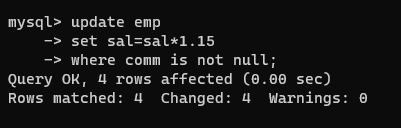 mysql> update emp
    -> set sal=sal*1.15
    -> where comm is not null;
Query OK, 4 rows affected (0.00 sec)
Rows matched: 4  Changed: 4  Warnings: 0